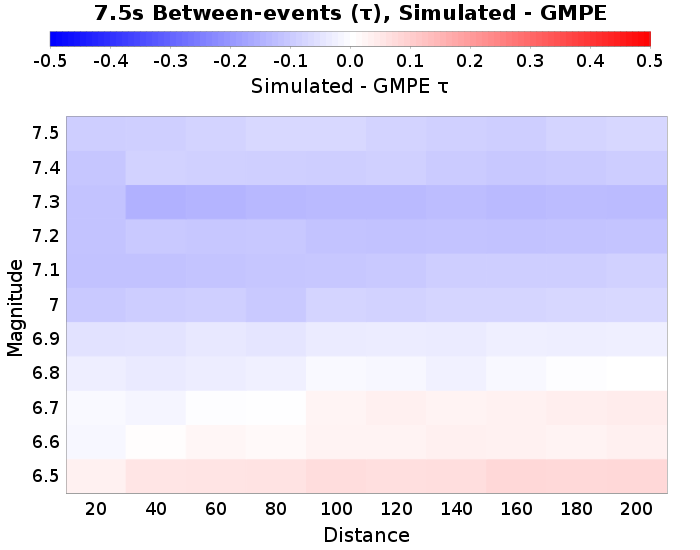 7.5s Between-events (τ), Simulated - GMPE
-0.5 -0.4 -0.3 -0.2 -0.1 0.0 0.1 0.2 0.3 0.4 0.5
Simulated - GMPE τ
7.5
7.4
7.3
7.2
7.1
7
6.9
6.8
6.7
6.6
6.5
Magnitude
20 40 60 80 100 120 140 160 180 200
Distance